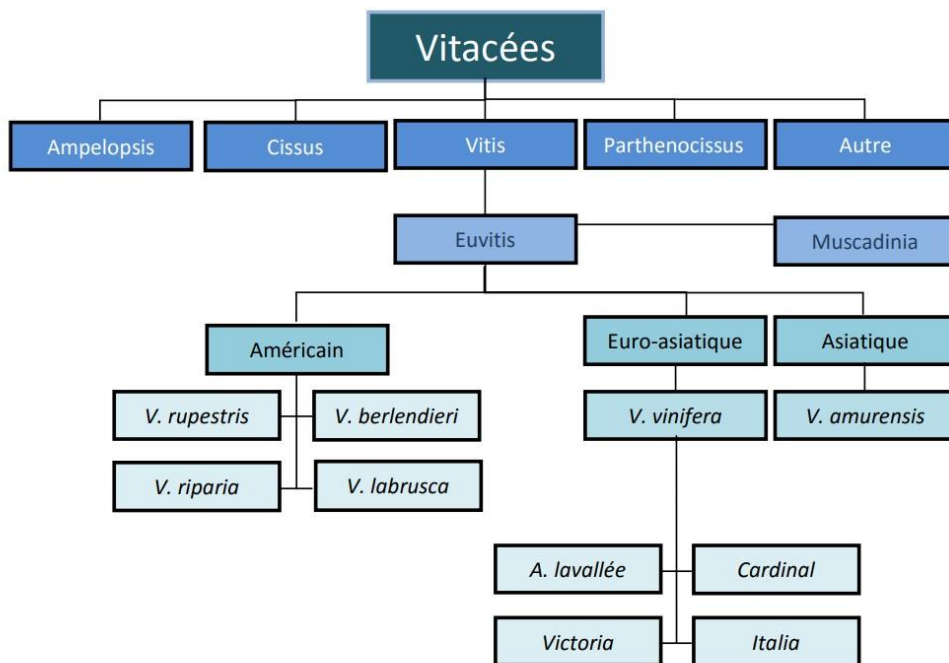 Vitacées
Ampelopsis
Cissus
Vitis
Parthenocissus
Autre
Euvitis
Muscadinia
Américain
Euro-asiatique
Asiatique
V. rupestris
V. berlendieri
V. vinifera
V. amurensis
V. riparia
V. labrusca
A. lavallée
Cardinal
Victoria
Italia